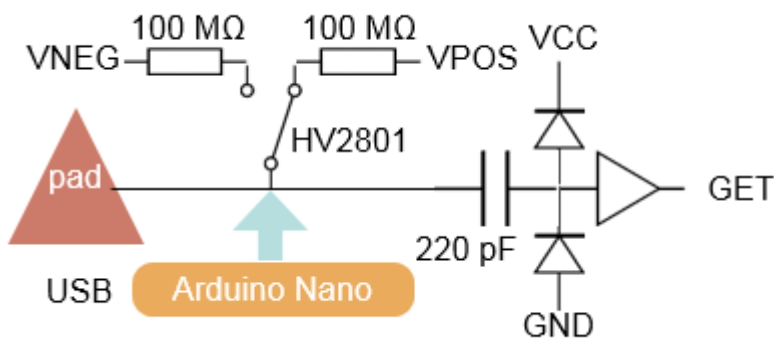 100 MΩ 100 MΩ VCC
VNEG VPOS
HV2801
pad
GET
220 pF
USB Arduino Nano
GND